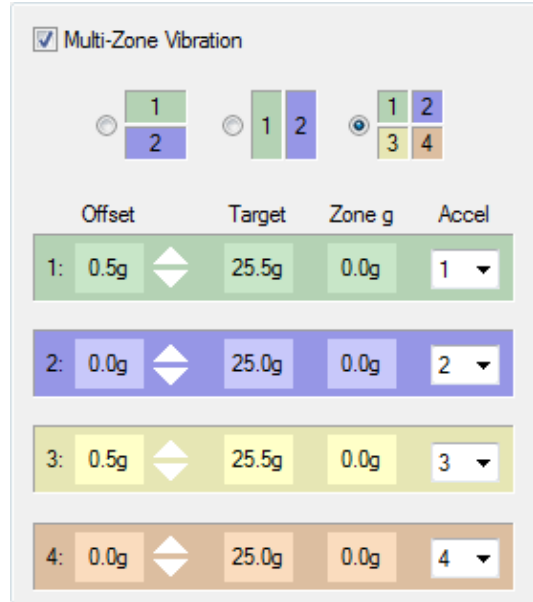 Multi-Zone Vibration
1
2
1 2
1 2
3 4
Offset Target Zone g Accel
1: 0.5g 25.5g 0.0g 1
2: 0.0g 25.0g 0.0g 2
3: 0.5g 25.5g 0.0g 3
4: 0.0g 25.0g 0.0g 4